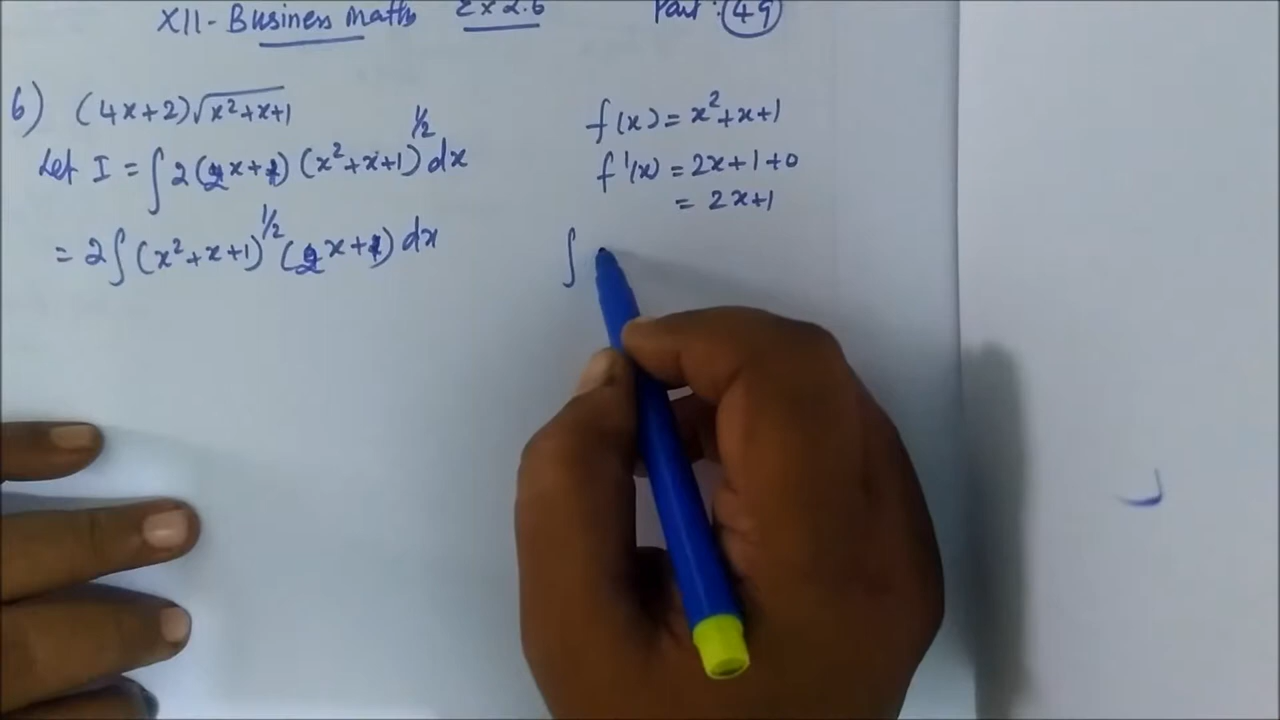 XII - Business Maths Ex 2.6 Part: 49
6) (4x+2)√x²+x+1
Let I = ∫ 2(2x+1) (x²+x+1)^1/2 dx
= 2∫(x²+x+1)^1/2 (2x+1) dx
f(x) = x²+x+1
f'(x) = 2x+1+0
= 2x+1
∫